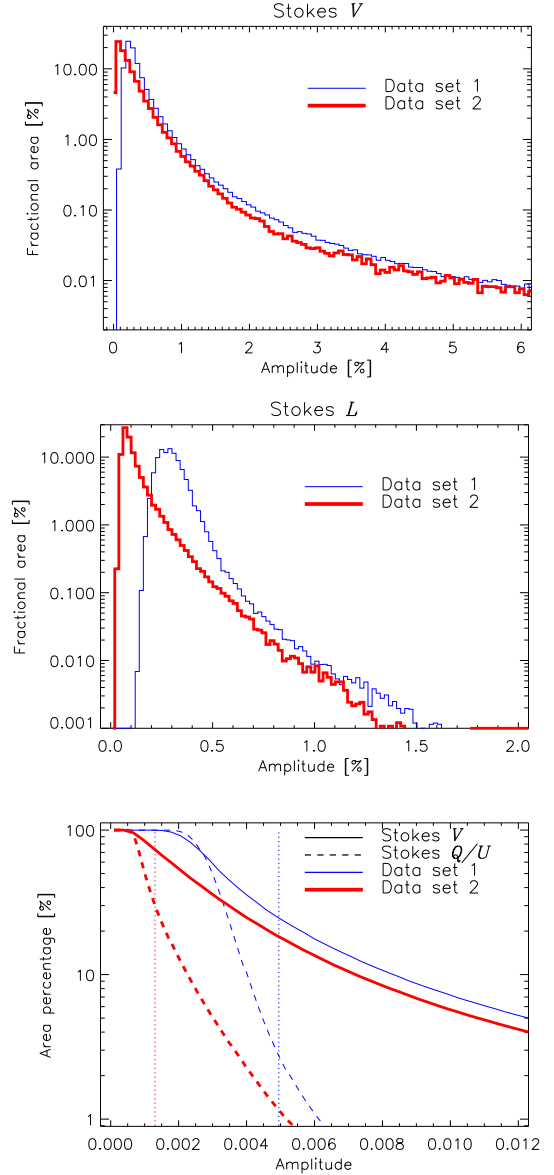 Stokes V
Fractional area [%]
10.00
1.00
0.10
0.01
Data set 1
Data set 2
0 1 2 3 4 5 6
Amplitude [%]
Stokes L
Fractional area [%]
10.000
1.000
0.100
0.010
0.001
Data set 1
Data set 2
0.0 0.5 1.0 1.5 2.0
Amplitude [%]
Area percentage [%]
100
10
1
Stokes V
Stokes Q/U
Data set 1
Data set 2
0.000 0.002 0.004 0.006 0.008 0.010 0.012
Amplitude